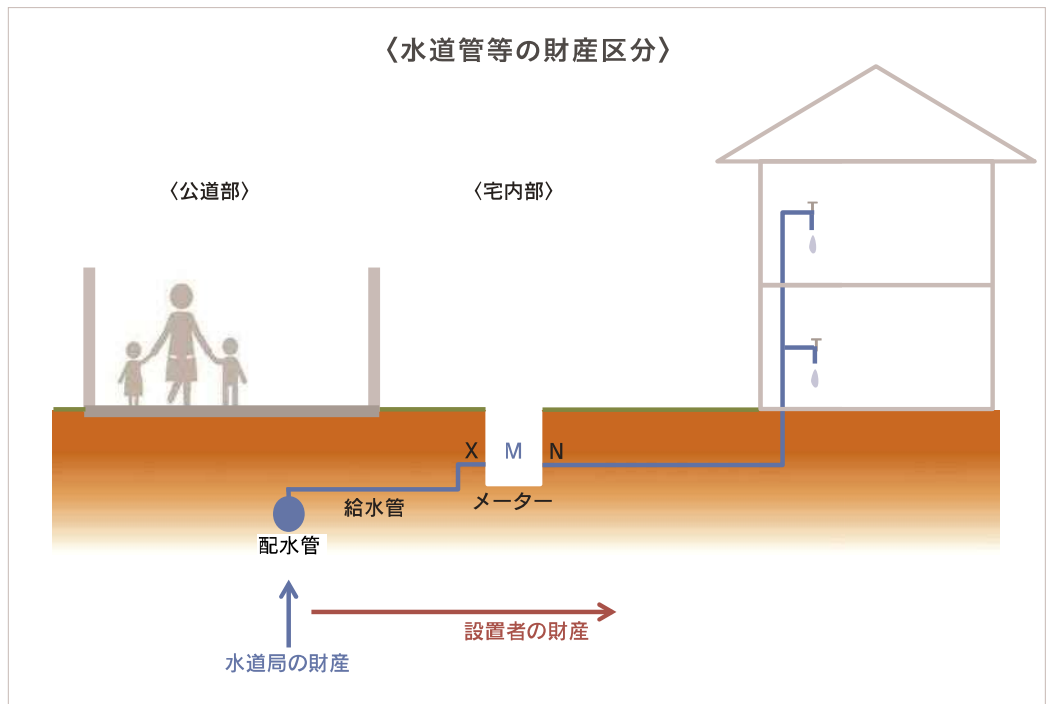 〈水道管等の財産区分〉
〈公道部〉
〈宅内部〉
X
M
N
メーター
給水管
配水管
設置者の財産
水道局の財産